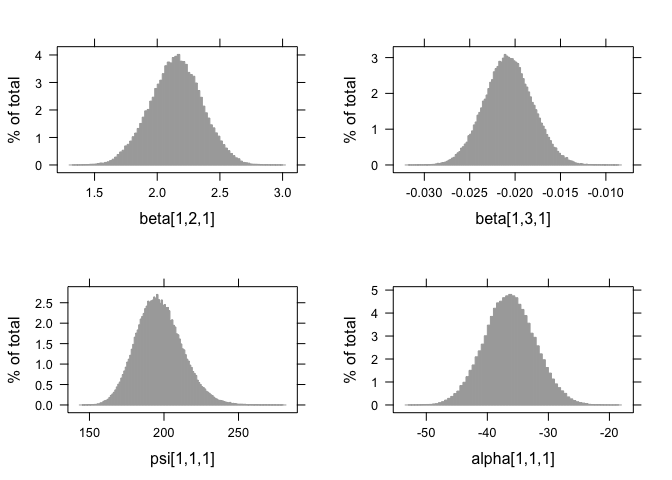 % of total
4
3
2
1
0
1.5 2.0 2.5 3.0
beta[1,2,1]
% of total
3
2
1
0
-0.030 -0.025 -0.020 -0.015 -0.010
beta[1,3,1]
% of total
2.5
2.0
1.5
1.0
0.5
0.0
150 200 250
psi[1,1,1]
% of total
5
4
3
2
1
0
-50 -40 -30 -20
alpha[1,1,1]